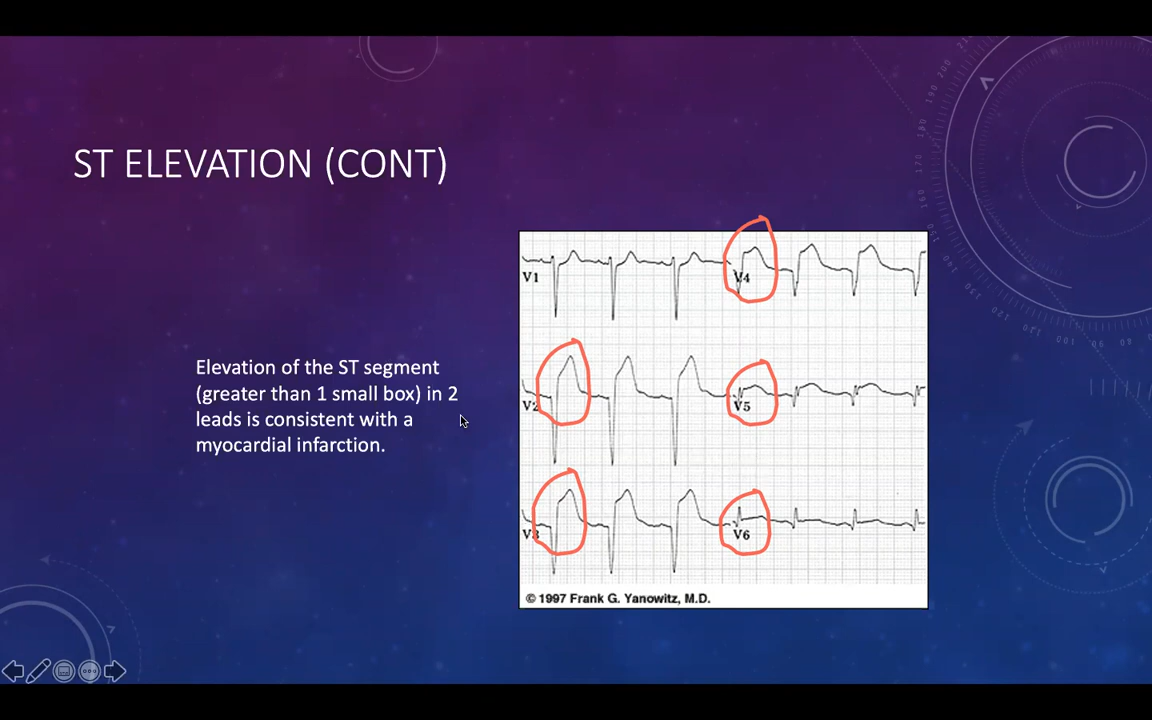 ST ELEVATION (CONT)
Elevation of the ST segment
(greater than 1 small box) in 2
leads is consistent with a
myocardial infarction.
V1
V4
V2
V5
V3
V6
© 1997 Frank G. Yanowitz, M.D.